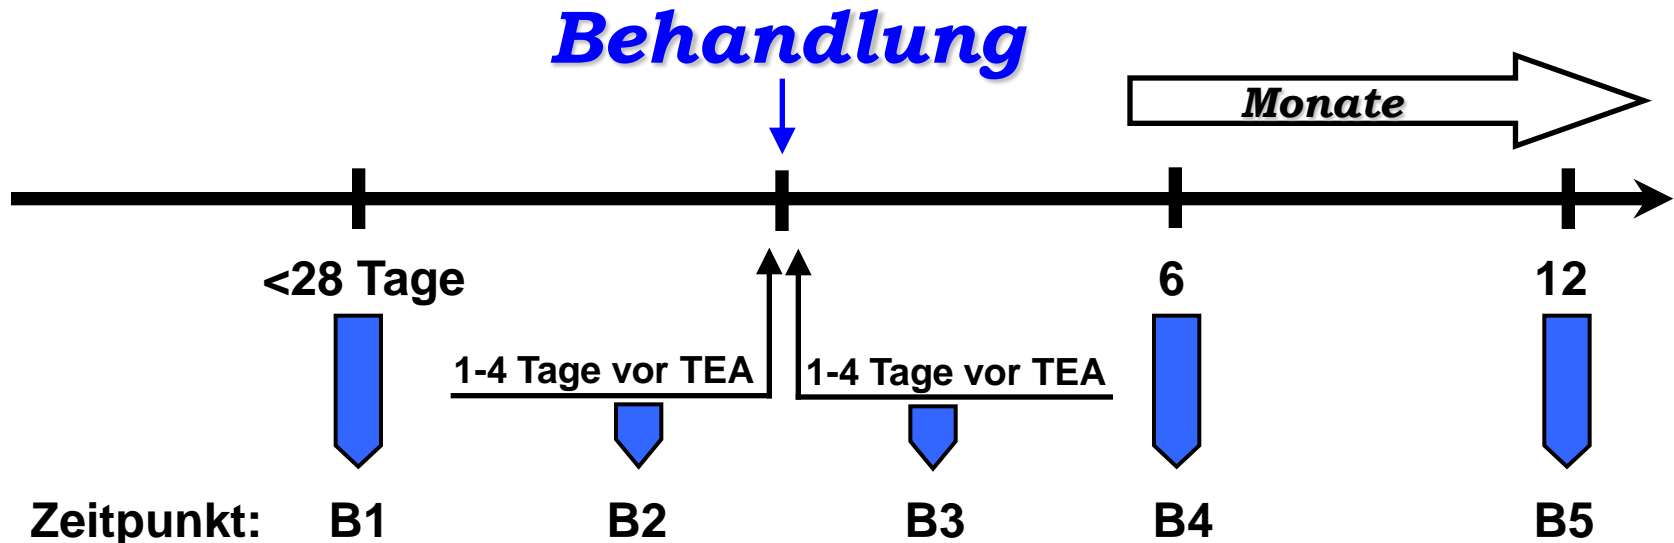 Behandlung
Monate
<28 Tage 6 12
1-4 Tage vor TEA 1-4 Tage vor TEA
Zeitpunkt: B1 B2 B3 B4 B5